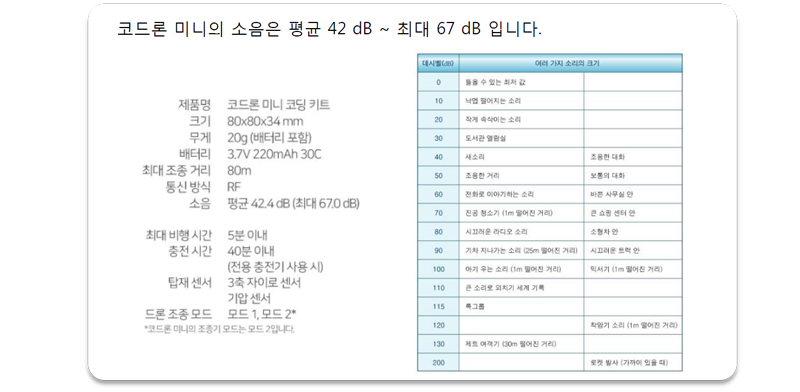 코드론 미니의 소음은 평균 42 dB ~ 최대 67 dB 입니다.
제품명 코드론 미니 코딩 키트
크기 80x80x34 mm
무게 20g (배터리 포함)
배터리 3.7V 220mAh 30C
최대 조종 거리 80m
통신 방식 RF
소음 평균 42.4 dB (최대 67.0 dB)
최대 비행 시간 5분 이내
충전 시간 40분 이내
(전용 충전기 사용 시)
탑재 센서 3축 자이로 센서
기압 센서
드론 조종 모드 모드 1, 모드 2*
*코드론 미니의 조종기 모드는 모드 2입니다.
데시벨(dB) 여러 가지 소리의 크기
0 들을 수 있는 최저 값
10 낙엽 떨어지는 소리
20 작게 속삭이는 소리
30 도서관 열람실
40 새소리 조용한 대화
50 조용한 거리 보통의 대화
60 전화로 이야기하는 소리 바쁜 사무실 안
70 진공 청소기 (1m 떨어진 거리) 큰 쇼핑 센터 안
80 시끄러운 라디오 소리 소형차 안
90 기차 지나가는 소리 (25m 떨어진 거리) 시끄러운 트럭 안
100 아기 우는 소리 (1m 떨어진 거리) 믹서기 (1m 떨어진 거리)
110 큰 소리로 외치기 세계 기록
115 록그룹
120 착암기 소리 (1m 떨어진 거리)
130 제트 여객기 (30m 떨어진 거리)
200 로켓 발사 (가까이 있을 때)